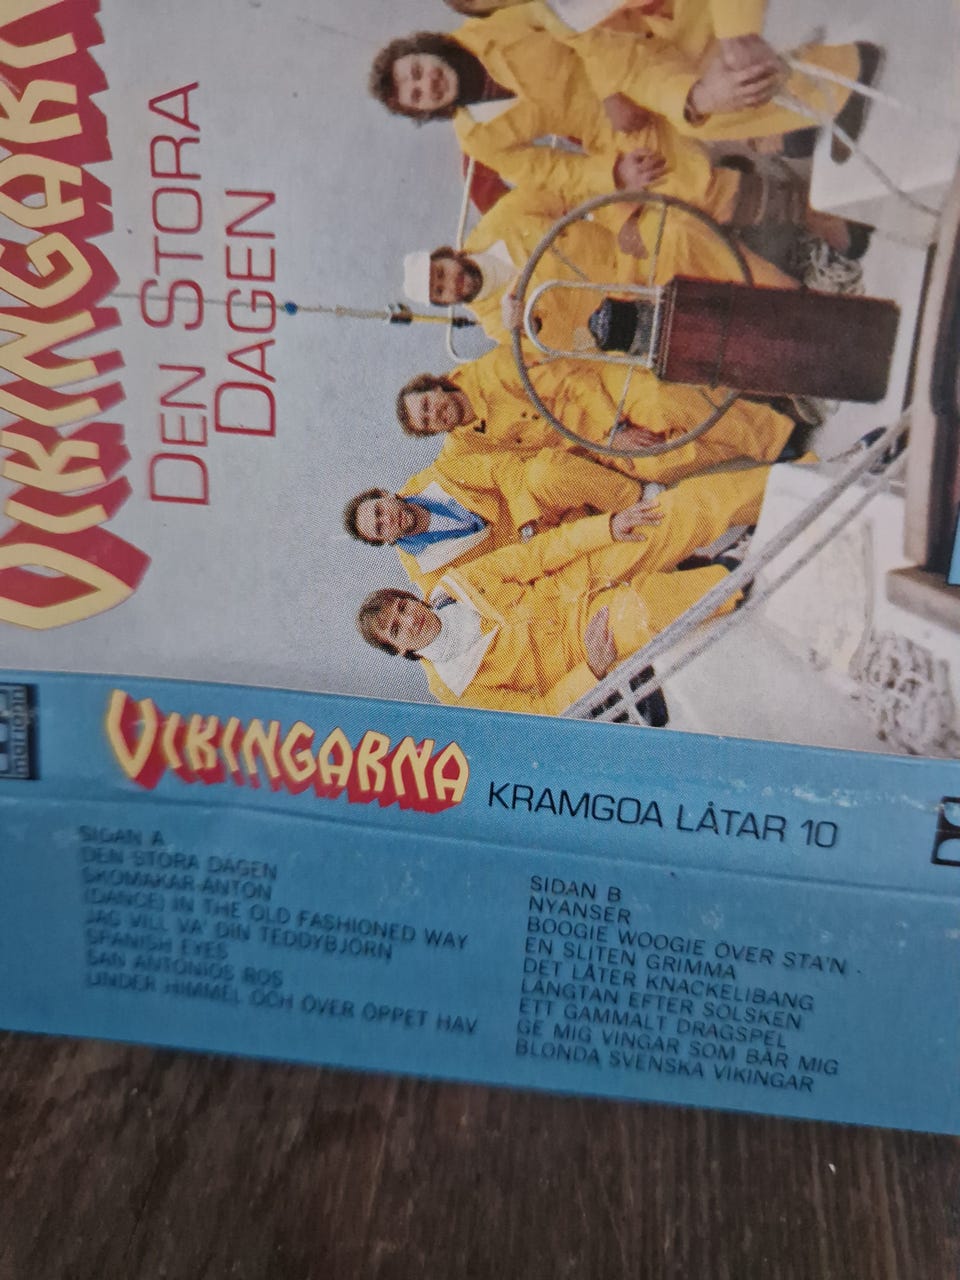 VIKINGARN
DEN STORA
DAGEN
mariann
VIKINGARNA
KRAMGOA LÅTAR 10
SIDAN A
DEN STORA DAGEN
SKOMAKAR-ANTON
(DANCE) IN THE OLD FASHIONED WAY
JAG VILL VA' DIN TEDDYBJÖRN
SPANISH EYES
SAN ANTONIOS ROS
UNDER HIMMEL OCH ÖVER ÖPPET HAV
SIDAN B
NYANSER
BOOGIE WOOGIE ÖVER STA'N
EN SLITEN GRIMMA
DET LÅTER KNACKELIBANG
LÄNGTAN EFTER SOLSKEN
ETT GAMMALT DRAGSPEL
GE MIG VINGAR SOM BÄR MIG
BLONDA SVENSKA VIKINGAR